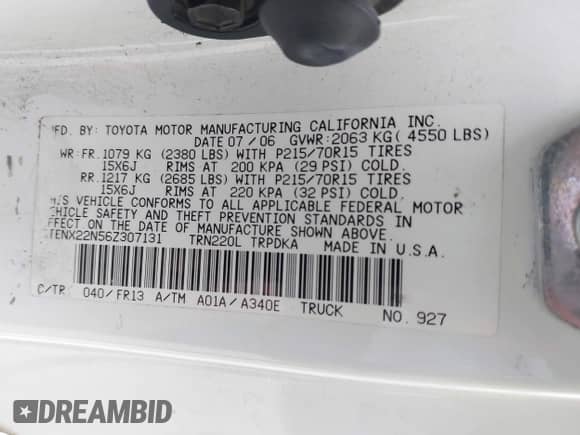 MFD. BY: TOYOTA MOTOR MANUFACTURING CALIFORNIA INC.
DATE 07 / 06 GVWR: 2063 KG( 4550 LBS)
WR: FR. 1079 KG (2380 LBS) WITH P215/70R15 TIRES
15X6J RIMS AT 200 KPA (29 PSI) COLD.
RR. 1217 KG (2685 LBS) WITH P215/70R15 TIRES
15X6J RIMS AT 220 KPA (32 PSI) COLD.
VEHICLE CONFORMS TO ALL APPLICABLE FEDERAL MOTOR
SAFETY AND THEFT PREVENTION STANDARDS IN
EFFECT ON THE DATE OF MANUFACTURE SHOWN ABOVE.
TENX22N56Z307131 TRN220L TRPDKA MADE IN U.S.A.
C/TR 040/FR13 A/TM A01A/A340E TRUCK NO. 927
DREAMBID